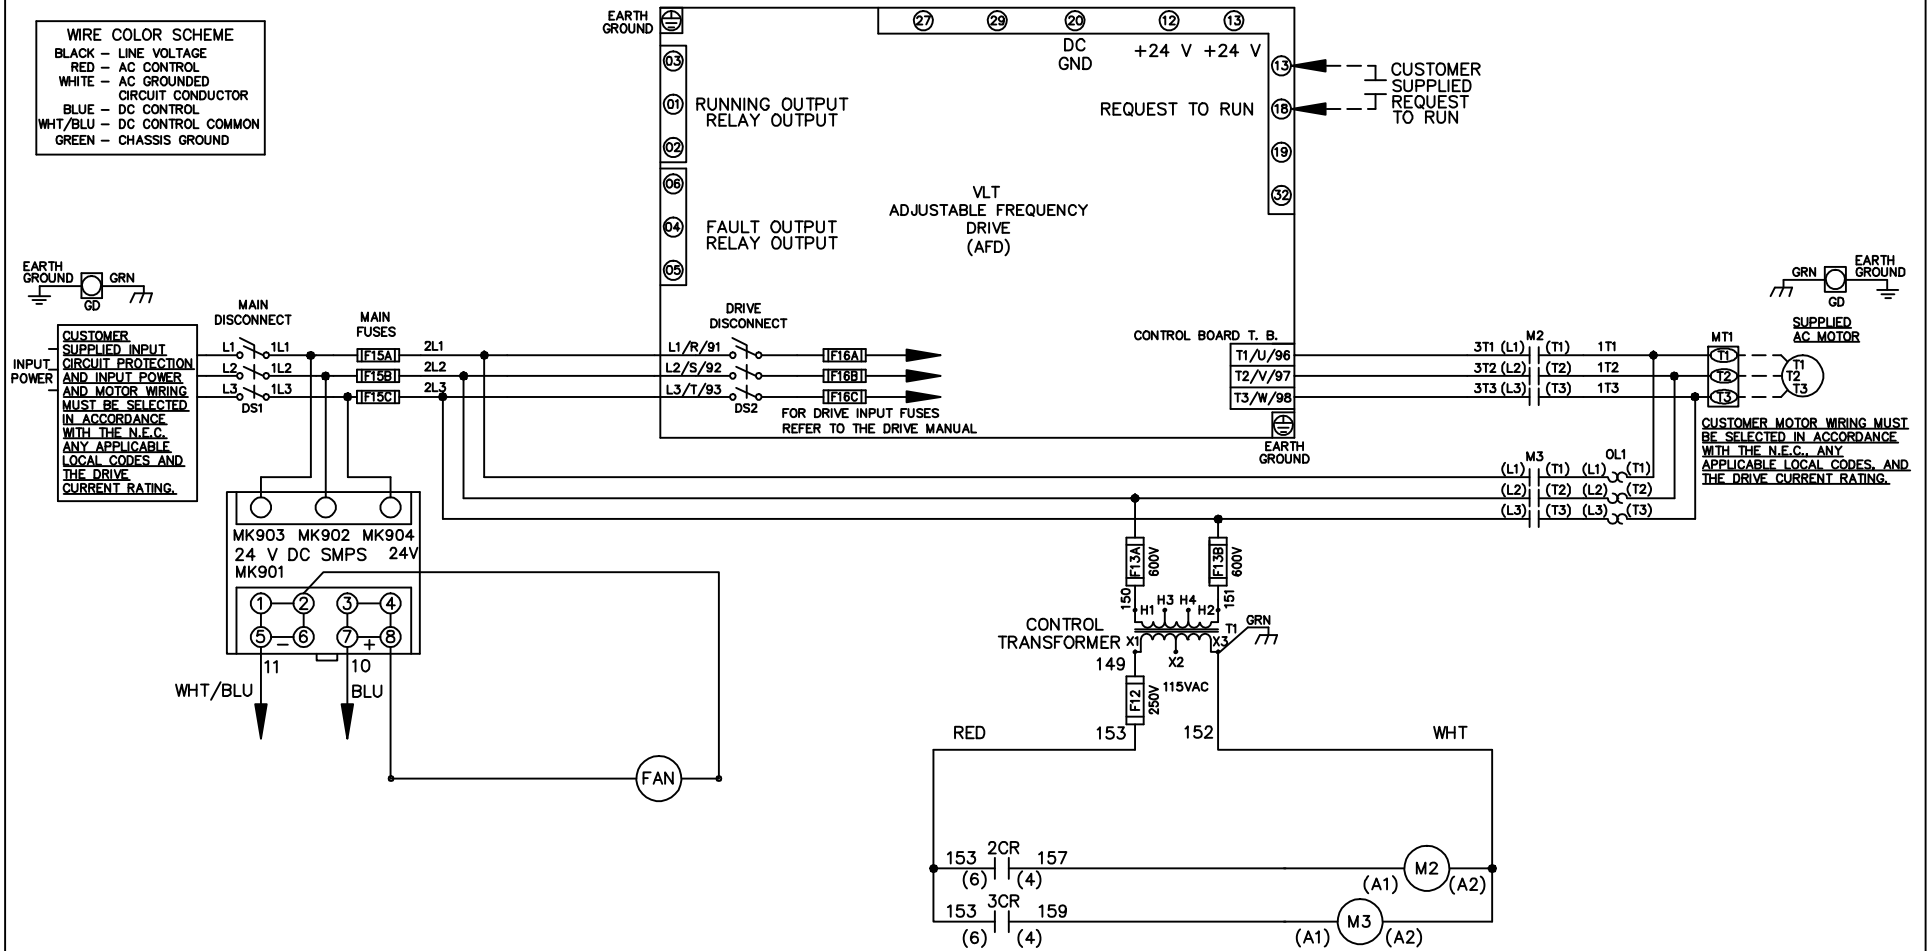 WIRE COLOR SCHEME
BLACK – LINE VOLTAGE
RED – AC CONTROL
WHITE – AC GROUNDED
CIRCUIT CONDUCTOR
BLUE – DC CONTROL
WHT/BLU – DC CONTROL COMMON
GREEN – CHASSIS GROUND
EARTH
GROUND
27
29
20
12
13
DC
GND
+24 V
+24 V
03
01
02
RUNNING OUTPUT
RELAY OUTPUT
06
04
05
FAULT OUTPUT
RELAY OUTPUT
VLT
ADJUSTABLE FREQUENCY
DRIVE
(AFD)
13
18
19
32
REQUEST TO RUN
CUSTOMER
SUPPLIED
REQUEST
TO RUN
EARTH
GROUND
GRN
GD
INPUT
POWER
CUSTOMER
SUPPLIED INPUT
CIRCUIT PROTECTION
AND INPUT POWER
AND MOTOR WIRING
MUST BE SELECTED
IN ACCORDANCE
WITH THE N.E.C.
ANY APPLICABLE
LOCAL CODES AND
THE DRIVE
CURRENT RATING.
MAIN
DISCONNECT
L1 1L1
L2 1L2
L3 1L3
DS1
MAIN
FUSES
F15A
F15B
F15C
2L1
2L2
2L3
L1/R/91
L2/S/92
L3/T/93
DRIVE
DISCONNECT
DS2
F16A
F16B
F16C
FOR DRIVE INPUT FUSES
REFER TO THE DRIVE MANUAL
CONTROL BOARD T. B.
T1/U/96
T2/V/97
T3/W/98
EARTH
GROUND
M2
3T1 (L1) (T1) 1T1
3T2 (L2) (T2) 1T2
3T3 (L3) (T3) 1T3
MT1
T1
T2
T3
T1
T2
T3
GRN
GD
EARTH
GROUND
SUPPLIED
AC MOTOR
CUSTOMER MOTOR WIRING MUST
BE SELECTED IN ACCORDANCE
WITH THE N.E.C., ANY
APPLICABLE LOCAL CODES, AND
THE DRIVE CURRENT RATING.
M3
OL1
(L1) (T1) (L1) (T1)
(L2) (T2) (L2) (T2)
(L3) (T3) (L3) (T3)
MK903 MK902 MK904
24 V DC SMPS 24V
MK901
1 2 3 4
5 – 6 7 + 8
11
10
WHT/BLU
BLU
FAN
F13A
600V
F13B
600V
150
151
H1 H3 H4 H2
CONTROL
TRANSFORMER
T1
GRN
X1
X2
X3
149
F12
250V
115VAC
153
152
RED
WHT
153 2CR 157
(6) (4)
M2
(A1) (A2)
153 3CR 159
(6) (4)
M3
(A1) (A2)